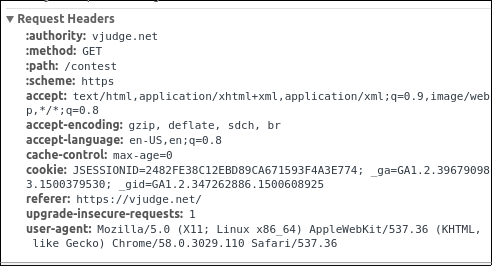 ▼ Request Headers
:authority: vjudge.net
:method: GET
:path: /contest
:scheme: https
accept: text/html,application/xhtml+xml,application/xml;q=0.9,image/web
p,*/*;q=0.8
accept-encoding: gzip, deflate, sdch, br
accept-language: en-US,en;q=0.8
cache-control: max-age=0
cookie: JSESSIONID=2482FE38C12EBD89CA671593F4A3E774; _ga=GA1.2.39679098
3.1500379530; _gid=GA1.2.347262886.1500608925
referer: https://vjudge.net/
upgrade-insecure-requests: 1
user-agent: Mozilla/5.0 (X11; Linux x86_64) AppleWebKit/537.36 (KHTML,
like Gecko) Chrome/58.0.3029.110 Safari/537.36